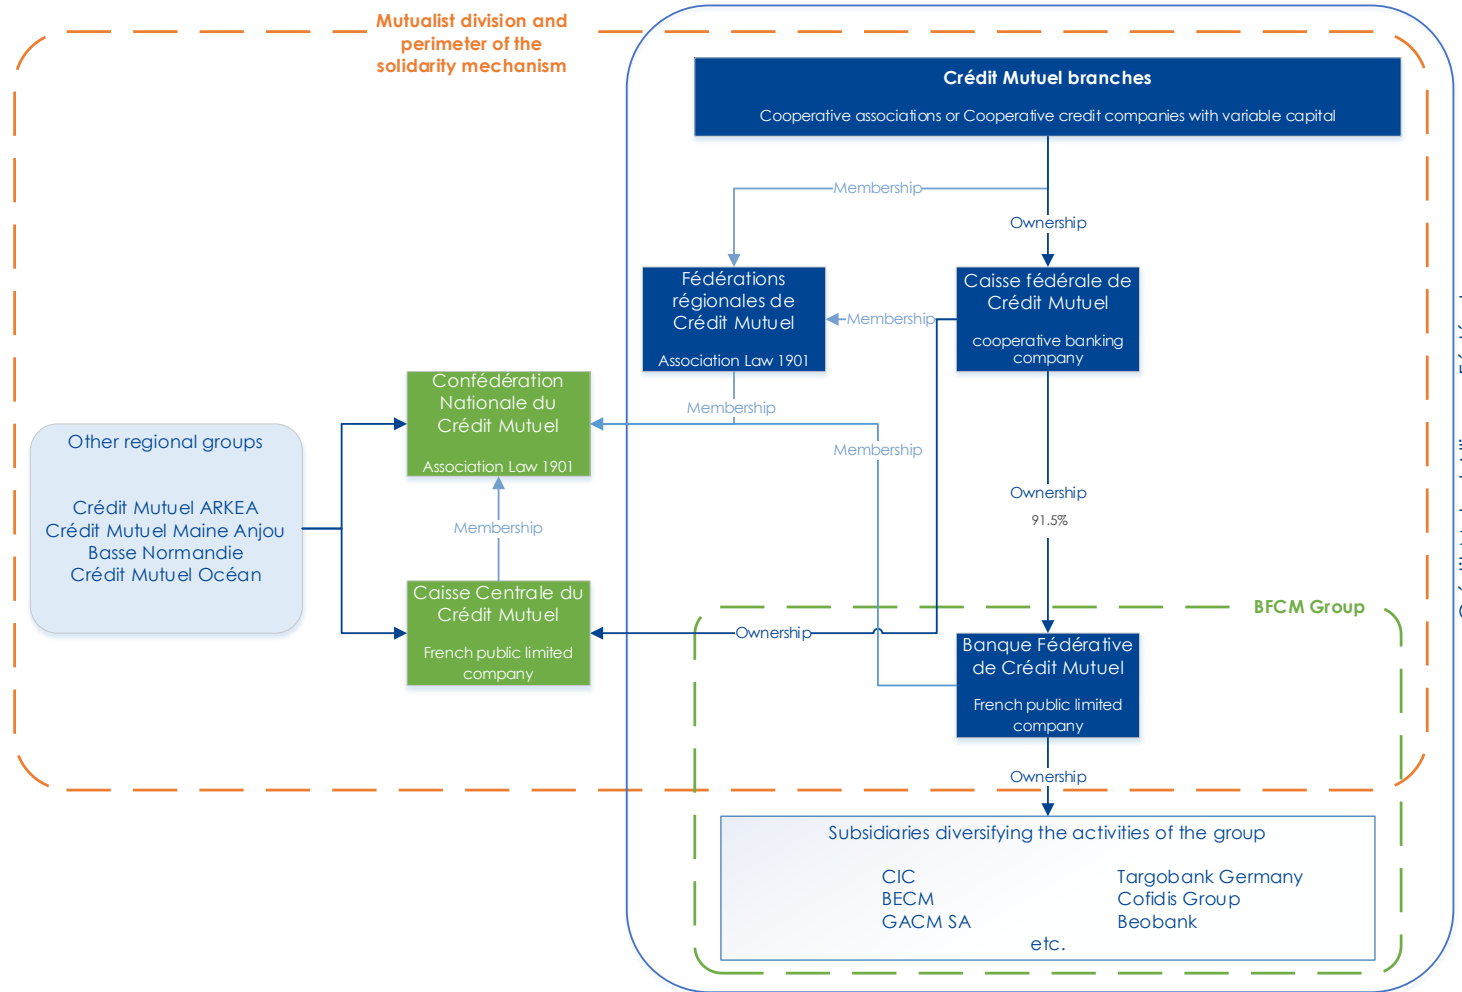 Mutualist division and
perimeter of the
solidarity mechanism
Crédit Mutuel branches
Cooperative associations or Cooperative credit companies with variable capital
Membership
Ownership
Fédérations
régionales de
Crédit Mutuel
Association Law 1901
Membership
Caisse fédérale de
Crédit Mutuel
cooperative banking
company
Confédération
Nationale du
Crédit Mutuel
Association Law 1901
Membership
Membership
Other regional groups
Crédit Mutuel ARKEA
Crédit Mutuel Maine Anjou
Basse Normandie
Crédit Mutuel Océan
Membership
Ownership
91.5%
Caisse Centrale du
Crédit Mutuel
French public limited
company
Ownership
BFCM Group
Banque Fédérative
de Crédit Mutuel
French public limited
company
Ownership
Subsidiaries diversifying the activities of the group
CIC
BECM
GACM SA
Targobank Germany
Cofidis Group
Beobank
etc.